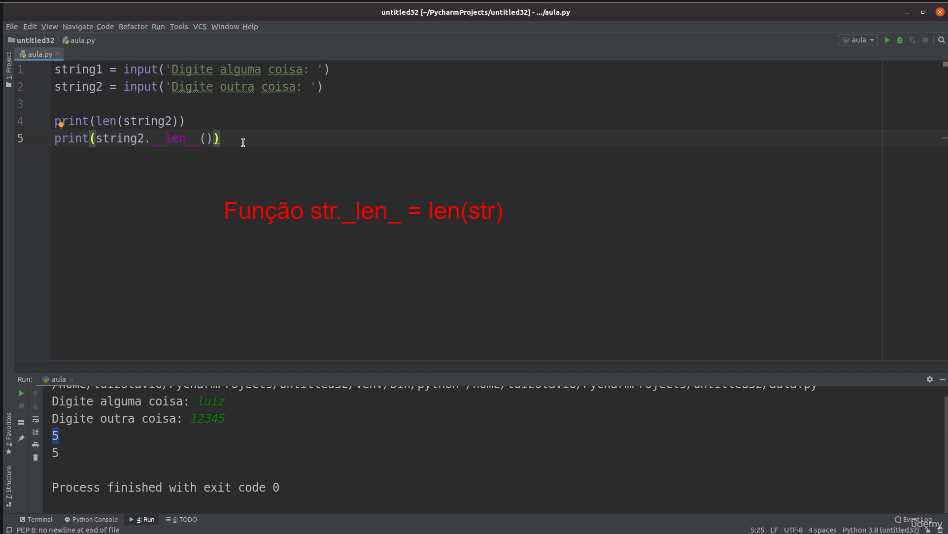 untitled32 [~/PycharmProjects/untitled32] - .../aula.py
File Edit View Navigate Code Refactor Run Tools VCS Window Help
untitled32 aula.py
aula
aula.py
1: Project
1 string1 = input('Digite alguma coisa: ')
2 string2 = input('Digite outra coisa: ')
3
4 print(len(string2))
5 print(string2.__len__())
Função str._len_ = len(str)
Run: aula
/home/luizotavio/PycharmProjects/untitled32/venv/bin/python /home/luizotavio/PycharmProjects/untitled32/aula.py
Digite alguma coisa: luiz
Digite outra coisa: 12345
5
5
Process finished with exit code 0
2: Favorites
7: Structure
Terminal Python Console 4: Run 6: TODO Event Log
PEP 8: no newline at end of file 5:25 LF UTF-8 4 spaces Python 3.8 (untitled32)
udemy